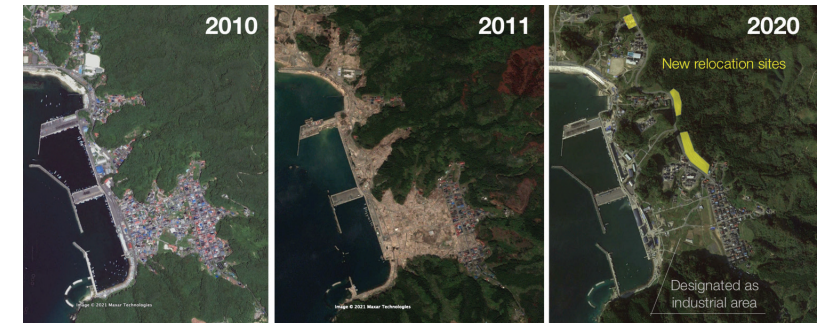 2010
2011
2020
New relocation sites
Designated as
industrial area
Image © 2021 Maxar Technologies
Image © 2021 Maxar Technologies